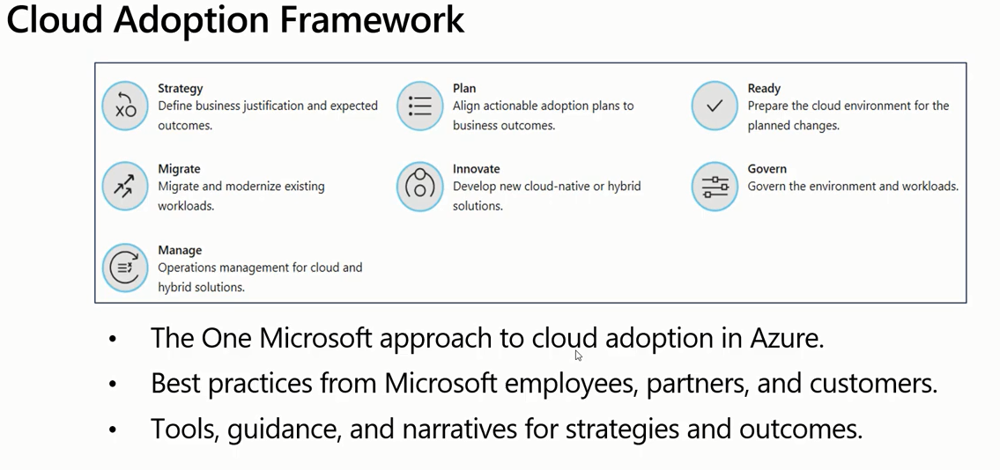 Cloud Adoption Framework
Strategy
Define business justification and expected
outcomes.
Plan
Align actionable adoption plans to
business outcomes.
Ready
Prepare the cloud environment for the
planned changes.
Migrate
Migrate and modernize existing
workloads.
Innovate
Develop new cloud-native or hybrid
solutions.
Govern
Govern the environment and workloads.
Manage
Operations management for cloud and
hybrid solutions.
• The One Microsoft approach to cloud adoption in Azure.
• Best practices from Microsoft employees, partners, and customers.
• Tools, guidance, and narratives for strategies and outcomes.